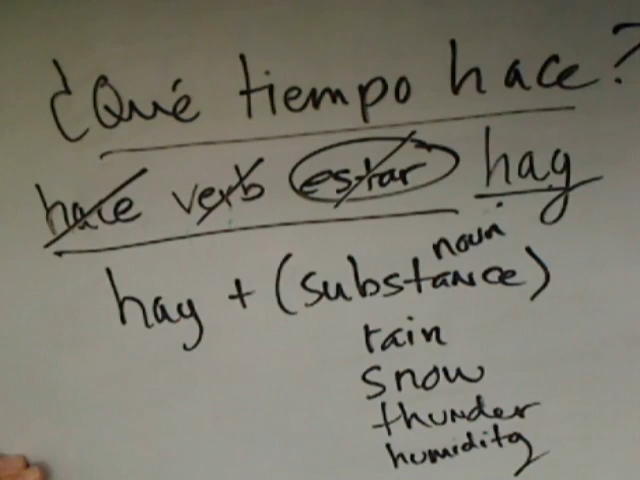 ¿Qué tiempo hace?
hace verb estar hay
noun
hay + (substance)
rain
snow
thunder
humidity